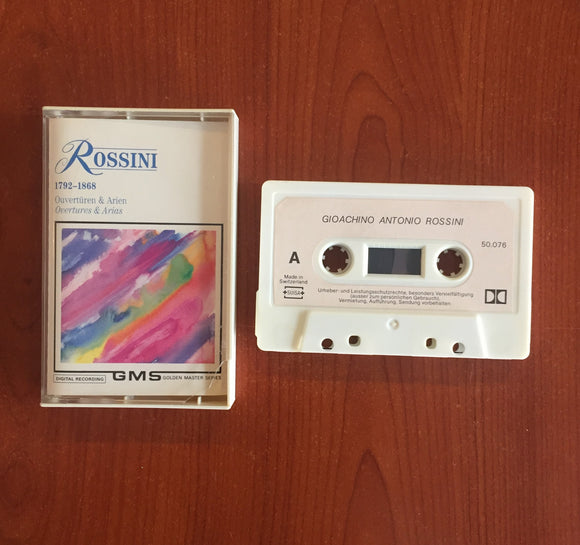 ROSSINI
1792–1868
Ouvertüren & Arien
Overtures & Arias
DIGITAL RECORDING
GMS GOLDEN MASTER SERIES
GIOACHINO ANTONIO ROSSINI
50.076
A
Made in
Switzerland
SUISA
Urheber- und Leistungsschutzrechte, besonders Vervielfältigung
(ausser zum persönlichen Gebrauch),
Vermietung, Aufführung, Sendung vorbehalten